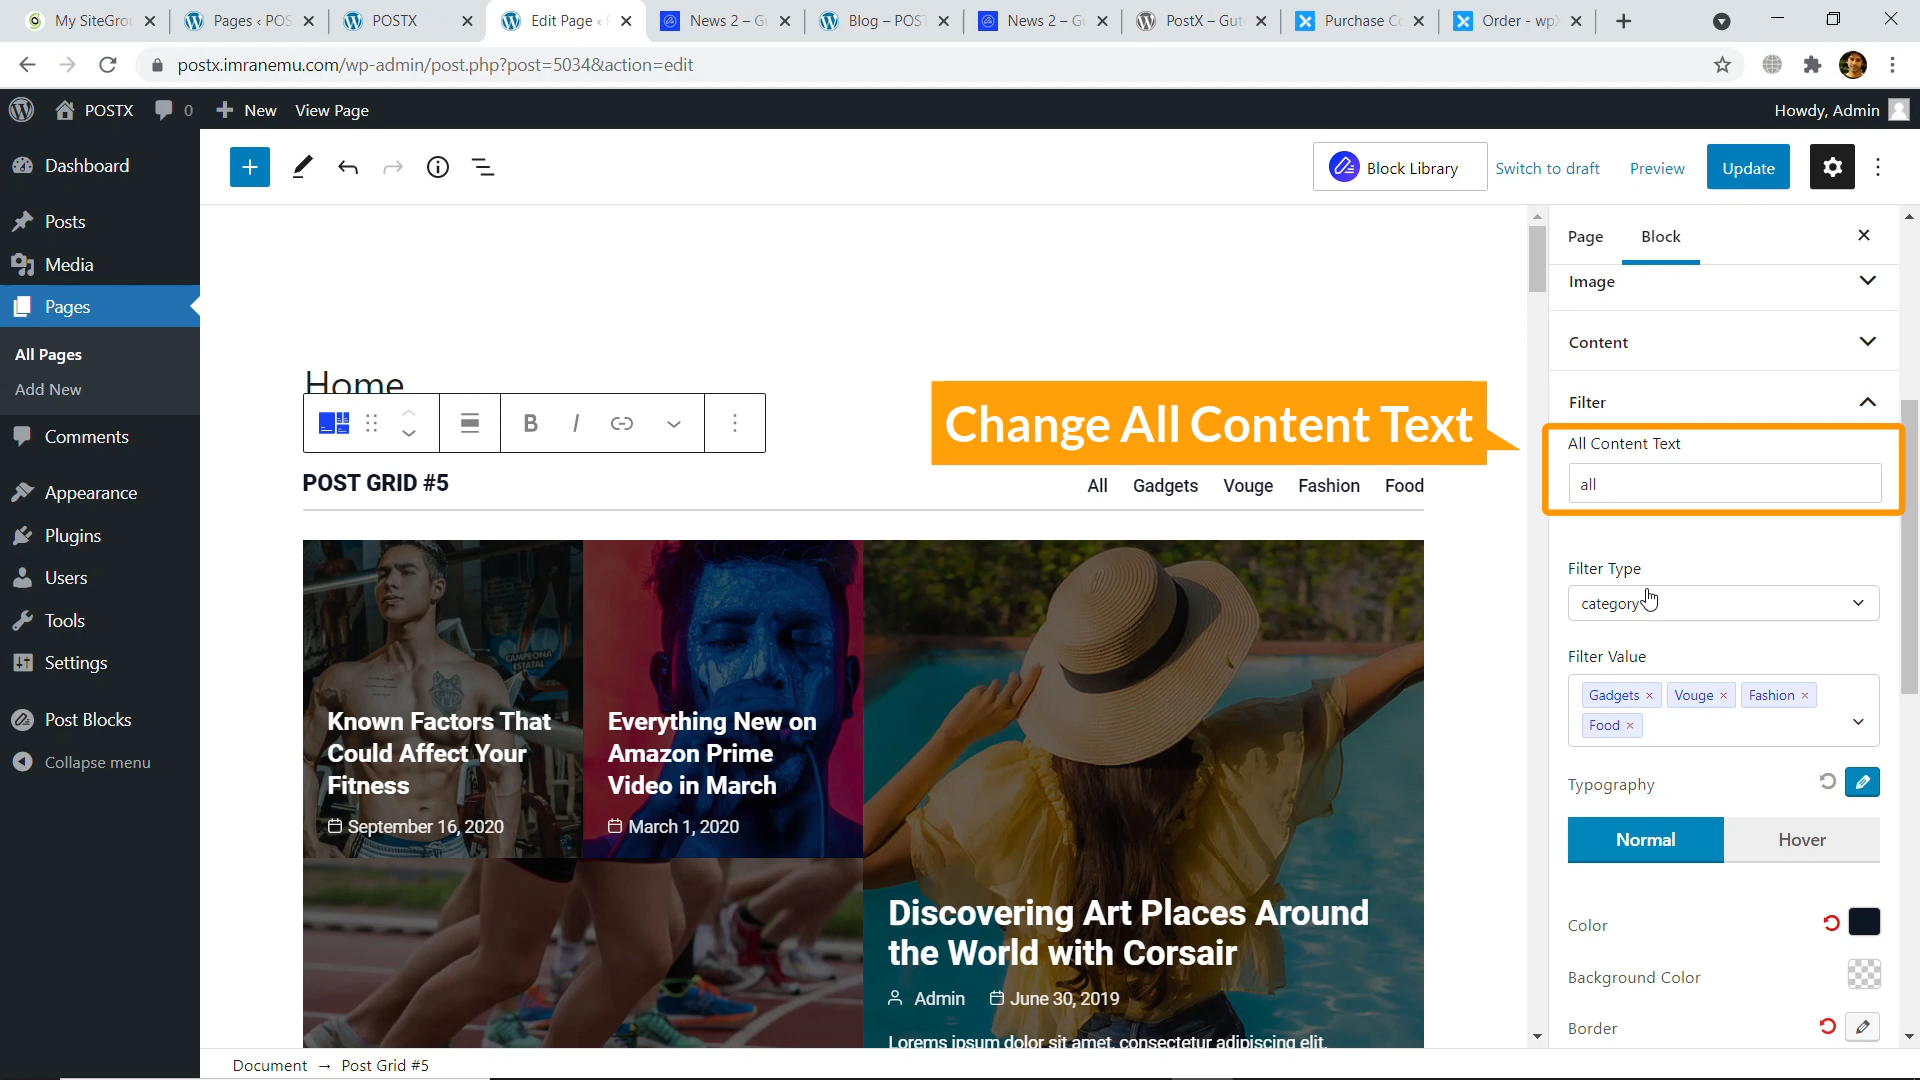 My SiteGro
Pages ‹ POS
POSTX
Edit Page ‹
News 2 – G
Blog – POST
News 2 – G
PostX – Gut
Purchase C
Order - wp
postx.imranemu.com/wp-admin/post.php?post=5034&action=edit
POSTX
0
New
View Page
Howdy, Admin
Dashboard
Posts
Media
Pages
All Pages
Add New
Comments
Appearance
Plugins
Users
Tools
Settings
Post Blocks
Collapse menu
Block Library
Switch to draft
Preview
Update
Home
B I
POST GRID #5
All Gadgets Vouge Fashion Food
Change All Content Text
Known Factors That
Could Affect Your
Fitness
September 16, 2020
Everything New on
Amazon Prime
Video in March
March 1, 2020
CAMPEONA
ESTATAL
Discovering Art Places Around
the World with Corsair
Admin June 30, 2019
Lorems ipsum dolor sit amet, consectetur adipiscing elit.
Page Block
Image
Content
Filter
All Content Text
all
Filter Type
category
Filter Value
Gadgets × Vouge × Fashion ×
Food ×
Typography
Normal Hover
Color
Background Color
Border
Document → Post Grid #5